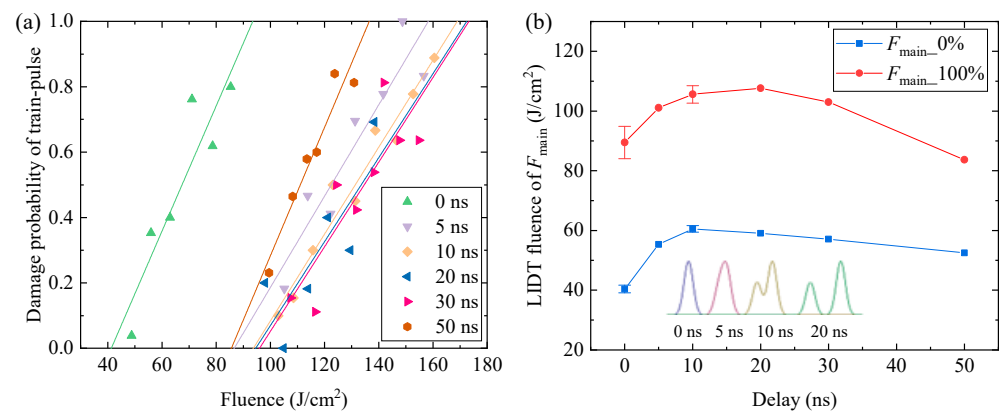 (a)
Damage probability of train-pulse
1.0
0.8
0.6
0.4
0.2
0.0
40 60 80 100 120 140 160 180
Fluence (J/cm²)
0 ns
5 ns
10 ns
20 ns
30 ns
50 ns
(b)
LIDT fluence of Fmain (J/cm²)
120
100
80
60
40
20
0 10 20 30 40 50
Delay (ns)
Fmain_0%
Fmain_100%
0 ns 5 ns 10 ns 20 ns